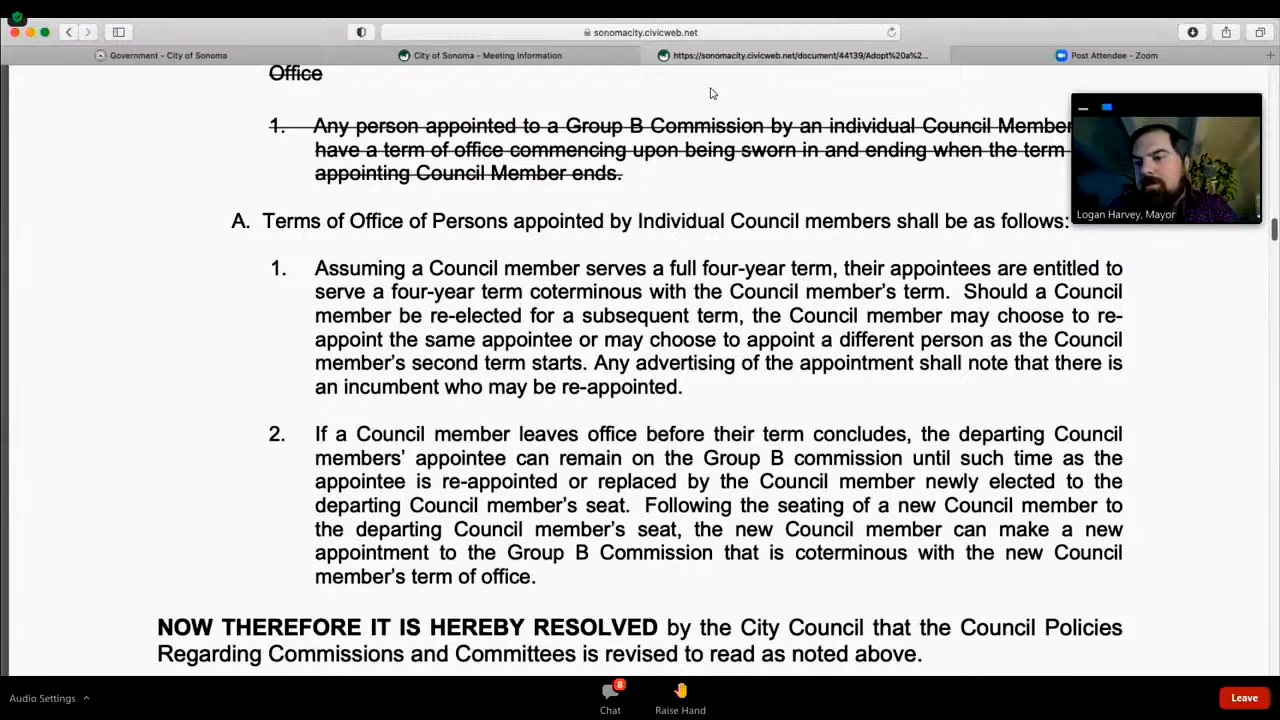 sonomacity.civicweb.net
Government - City of Sonoma
City of Sonoma - Meeting Information
https://sonomacity.civicweb.net/document/44139/Adopt%20a%2...
Post Attendee - Zoom
Office
1. Any person appointed to a Group B Commission by an individual Council Member
have a term of office commencing upon being sworn in and ending when the term
appointing Council Member ends.
Logan Harvey, Mayor
A. Terms of Office of Persons appointed by Individual Council members shall be as follows:
1. Assuming a Council member serves a full four-year term, their appointees are entitled to
serve a four-year term coterminous with the Council member's term. Should a Council
member be re-elected for a subsequent term, the Council member may choose to re-
appoint the same appointee or may choose to appoint a different person as the Council
member's second term starts. Any advertising of the appointment shall note that there is
an incumbent who may be re-appointed.
2. If a Council member leaves office before their term concludes, the departing Council
members' appointee can remain on the Group B commission until such time as the
appointee is re-appointed or replaced by the Council member newly elected to the
departing Council member's seat. Following the seating of a new Council member to
the departing Council member's seat, the new Council member can make a new
appointment to the Group B Commission that is coterminous with the new Council
member's term of office.
NOW THEREFORE IT IS HEREBY RESOLVED by the City Council that the Council Policies
Regarding Commissions and Committees is revised to read as noted above.
Audio Settings
8
Chat
Raise Hand
Leave